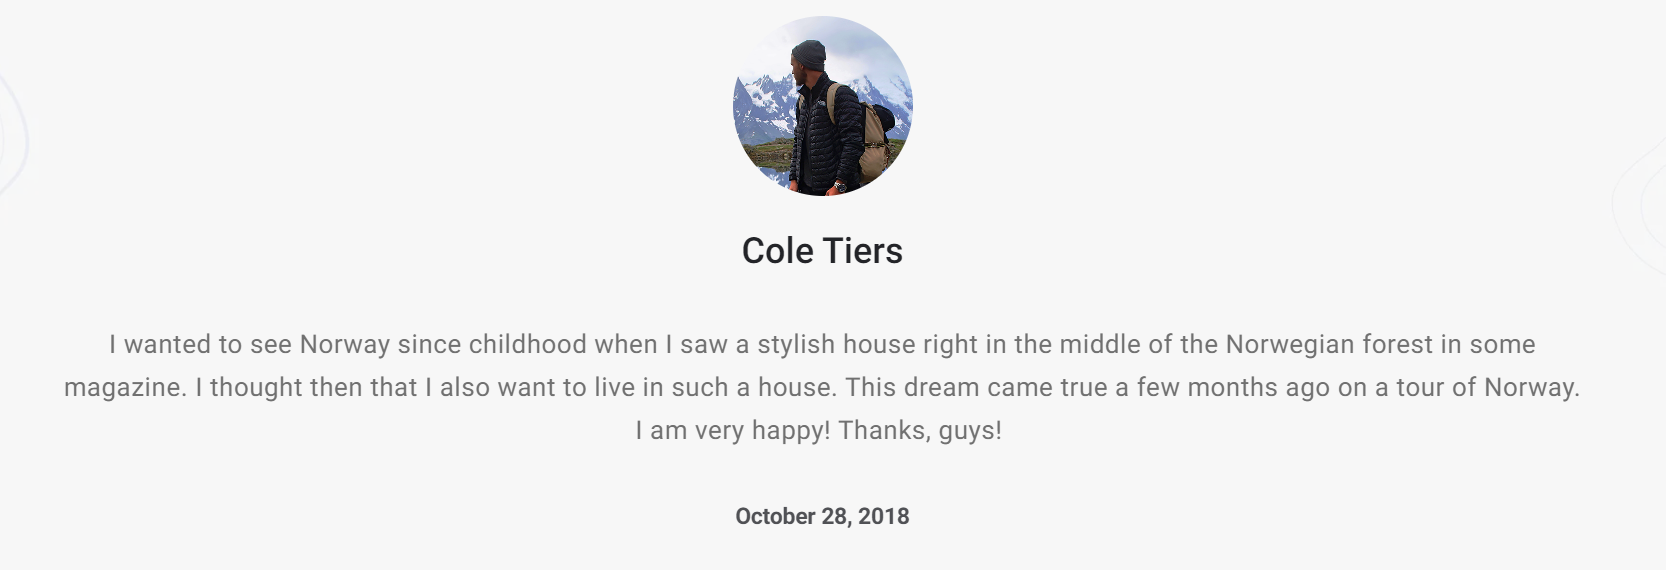 Cole Tiers
I wanted to see Norway since childhood when I saw a stylish house right in the middle of the Norwegian forest in some
magazine. I thought then that I also want to live in such a house. This dream came true a few months ago on a tour of Norway.
I am very happy! Thanks, guys!
October 28, 2018